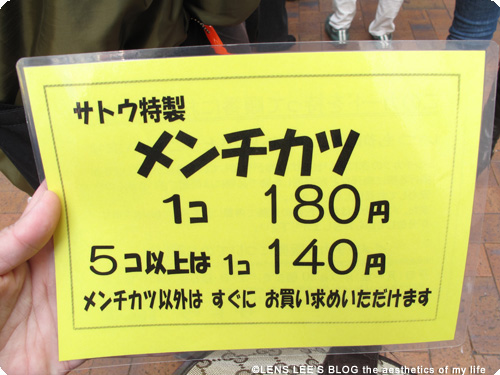 サトウ特製
メンチカツ
1コ 180円
5コ以上は 1コ 140円
メンチカツ以外は すぐに お買い求めいただけます
©LENS LEE'S BLOG the aesthetics of my life